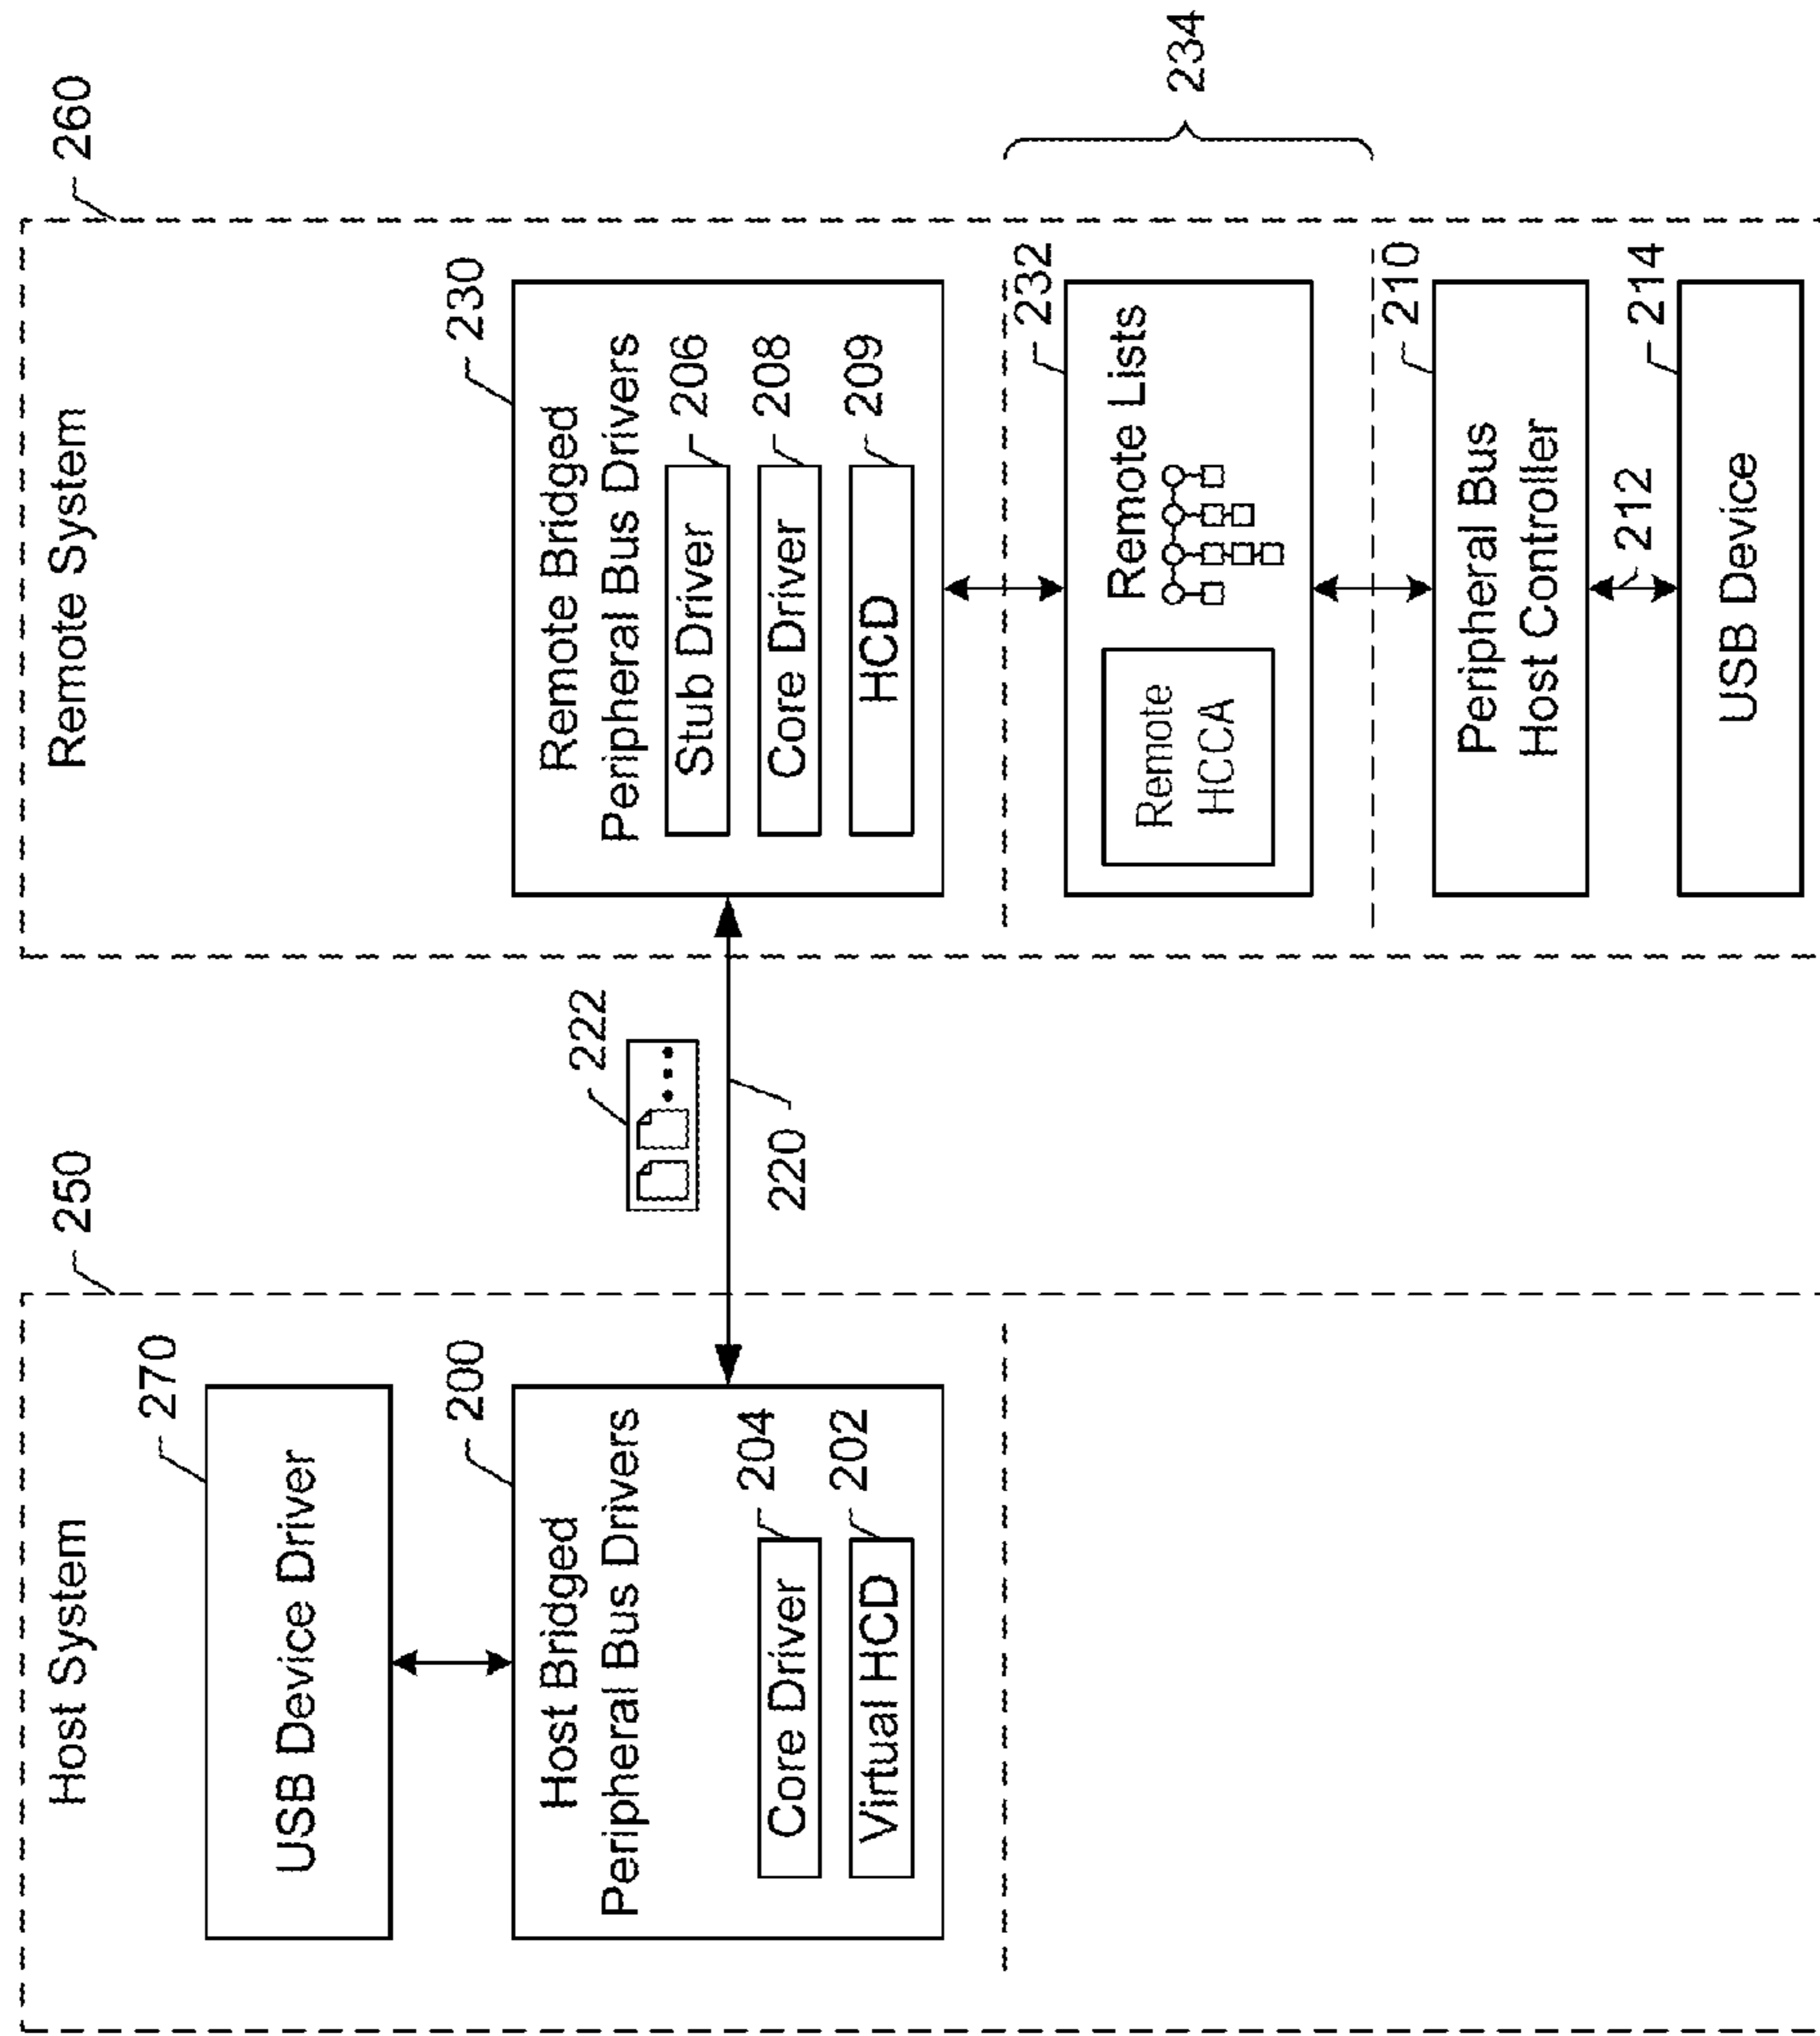 Host System
250
USB Device Driver
270
Host Bridged
Peripheral Bus Drivers
200
Core Driver
204
Virtual HCD
202
222
220
Remote System
260
Remote Bridged
Peripheral Bus Drivers
230
Stub Driver
206
Core Driver
208
HCD
209
Remote
HCCA
Remote Lists
232
234
Peripheral Bus
Host Controller
210
212
USB Device
214